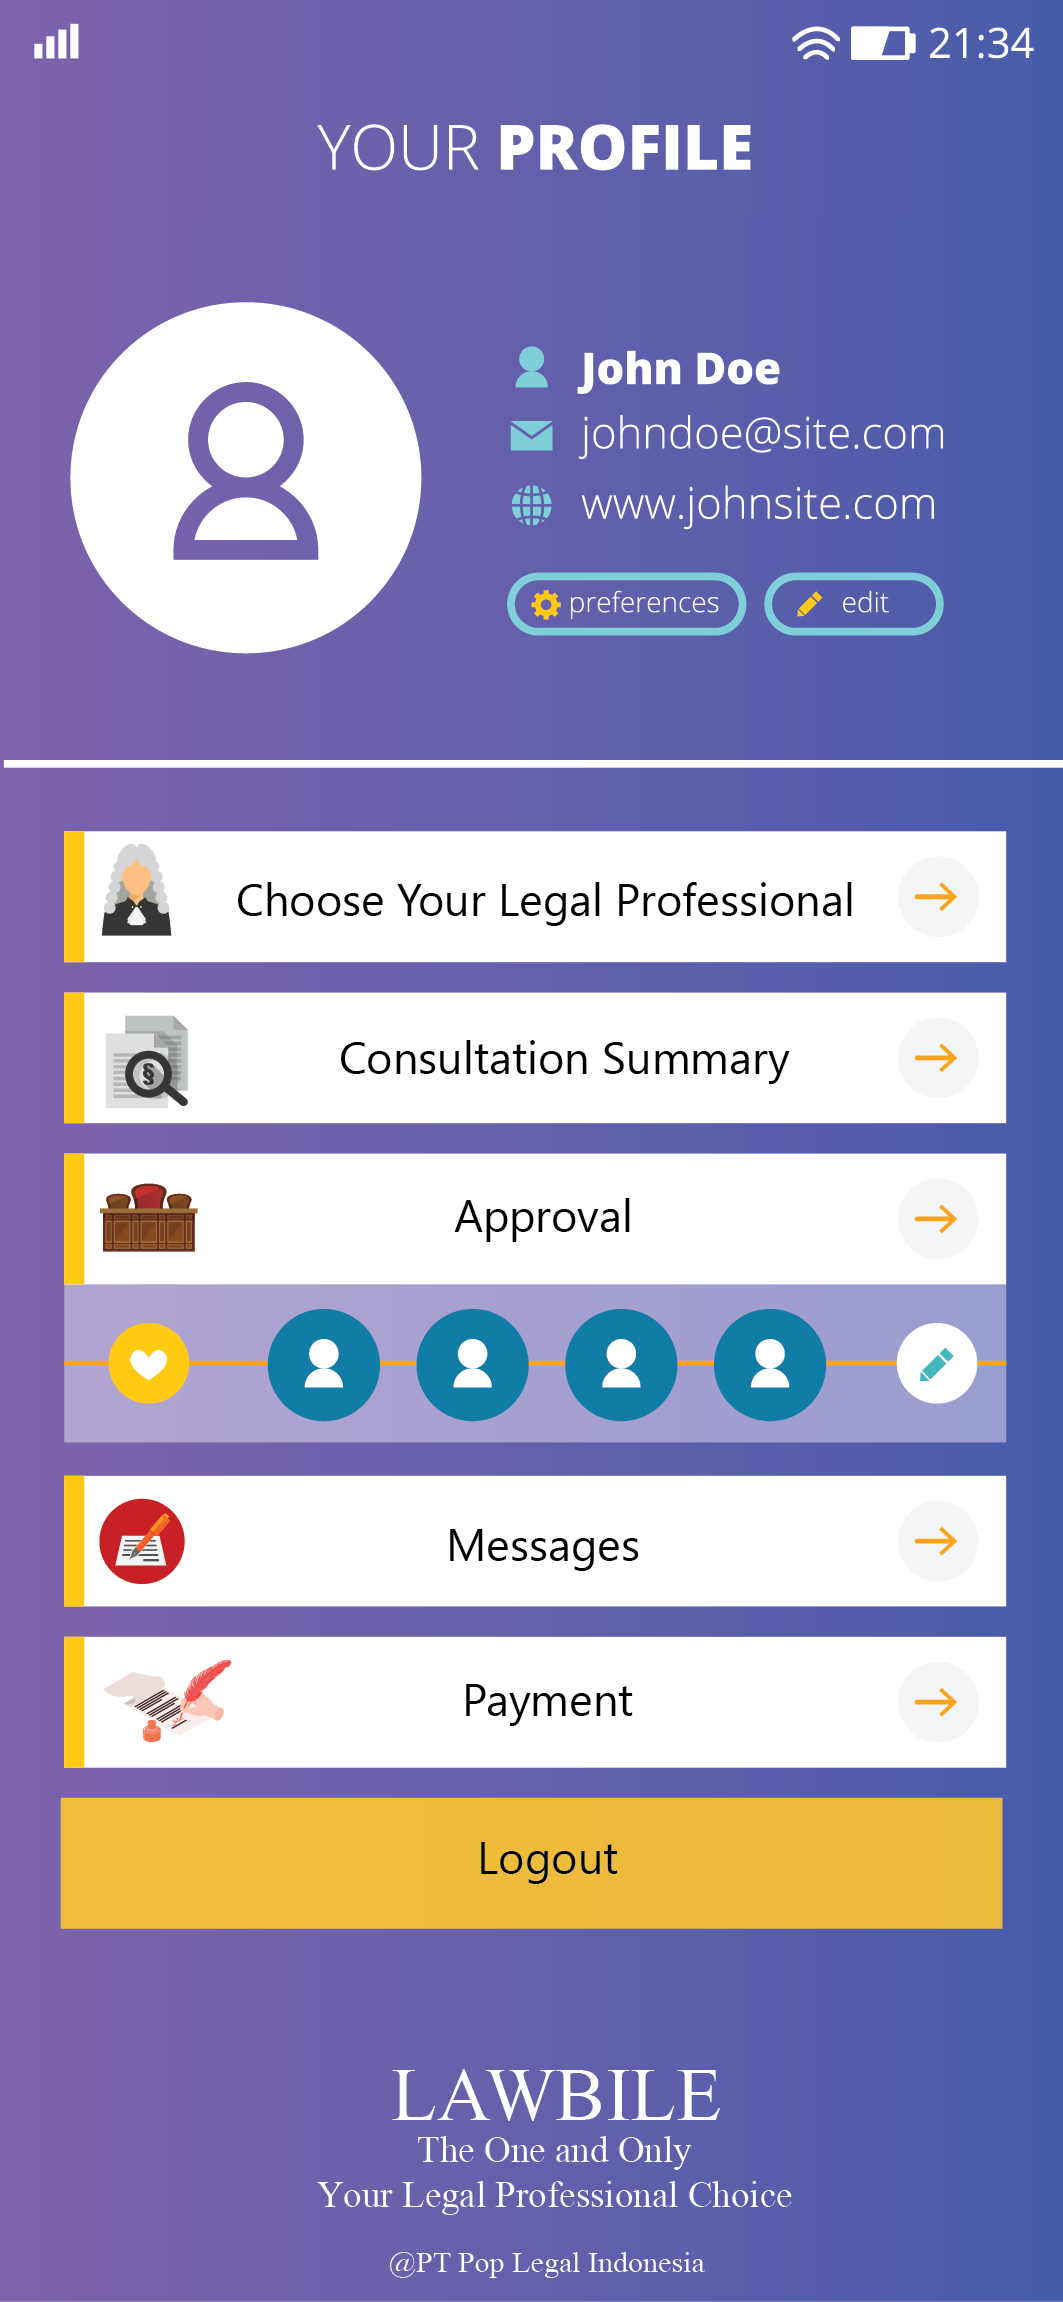 21:34
YOUR PROFILE
John Doe
johndoe@site.com
www.johnsite.com
preferences
edit
Choose Your Legal Professional
Consultation Summary
§
Approval
Messages
Payment
Logout
LAWBILE
The One and Only
Your Legal Professional Choice
@PT Pop Legal Indonesia